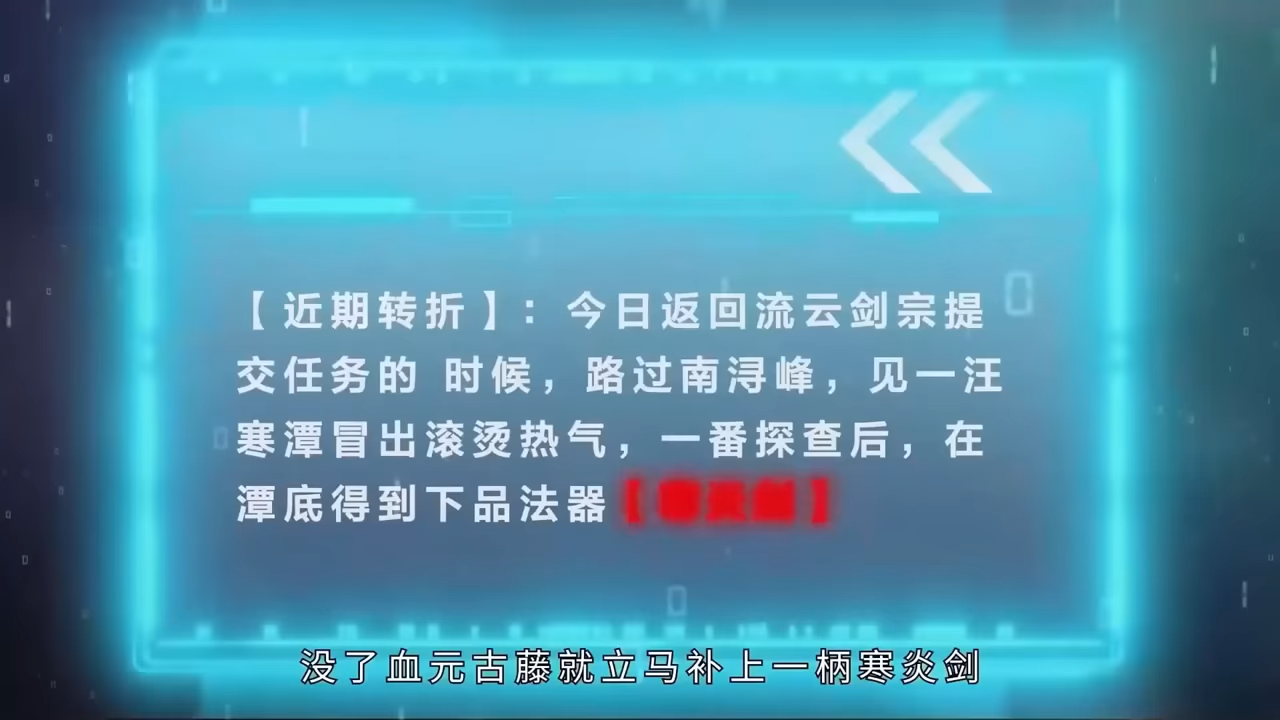 【近期转折】：今日返回流云剑宗提
交任务的 时候，路过南浔峰，见一汪
寒潭冒出滚烫热气，一番探查后，在
潭底得到下品法器
没了血元古藤就立马补上一柄寒炎剑